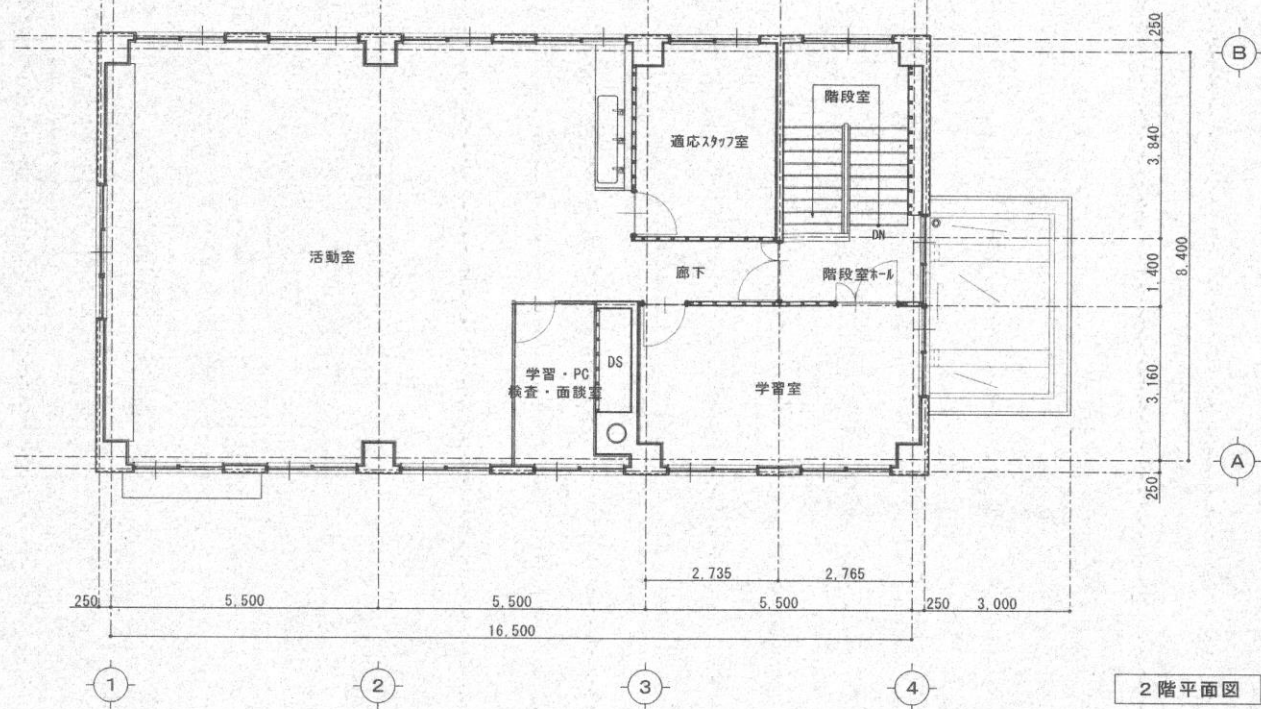 250
B
階段室
適応スタッフ室
3,840
DN
活動室
廊下
階段室ホール
1,400
8,400
DS
学習・PC
検査・面談室
学習室
3,160
A
250
2,735
2,765
250
5,500
5,500
5,500
250
3,000
16,500
1
2
3
4
2階平面図